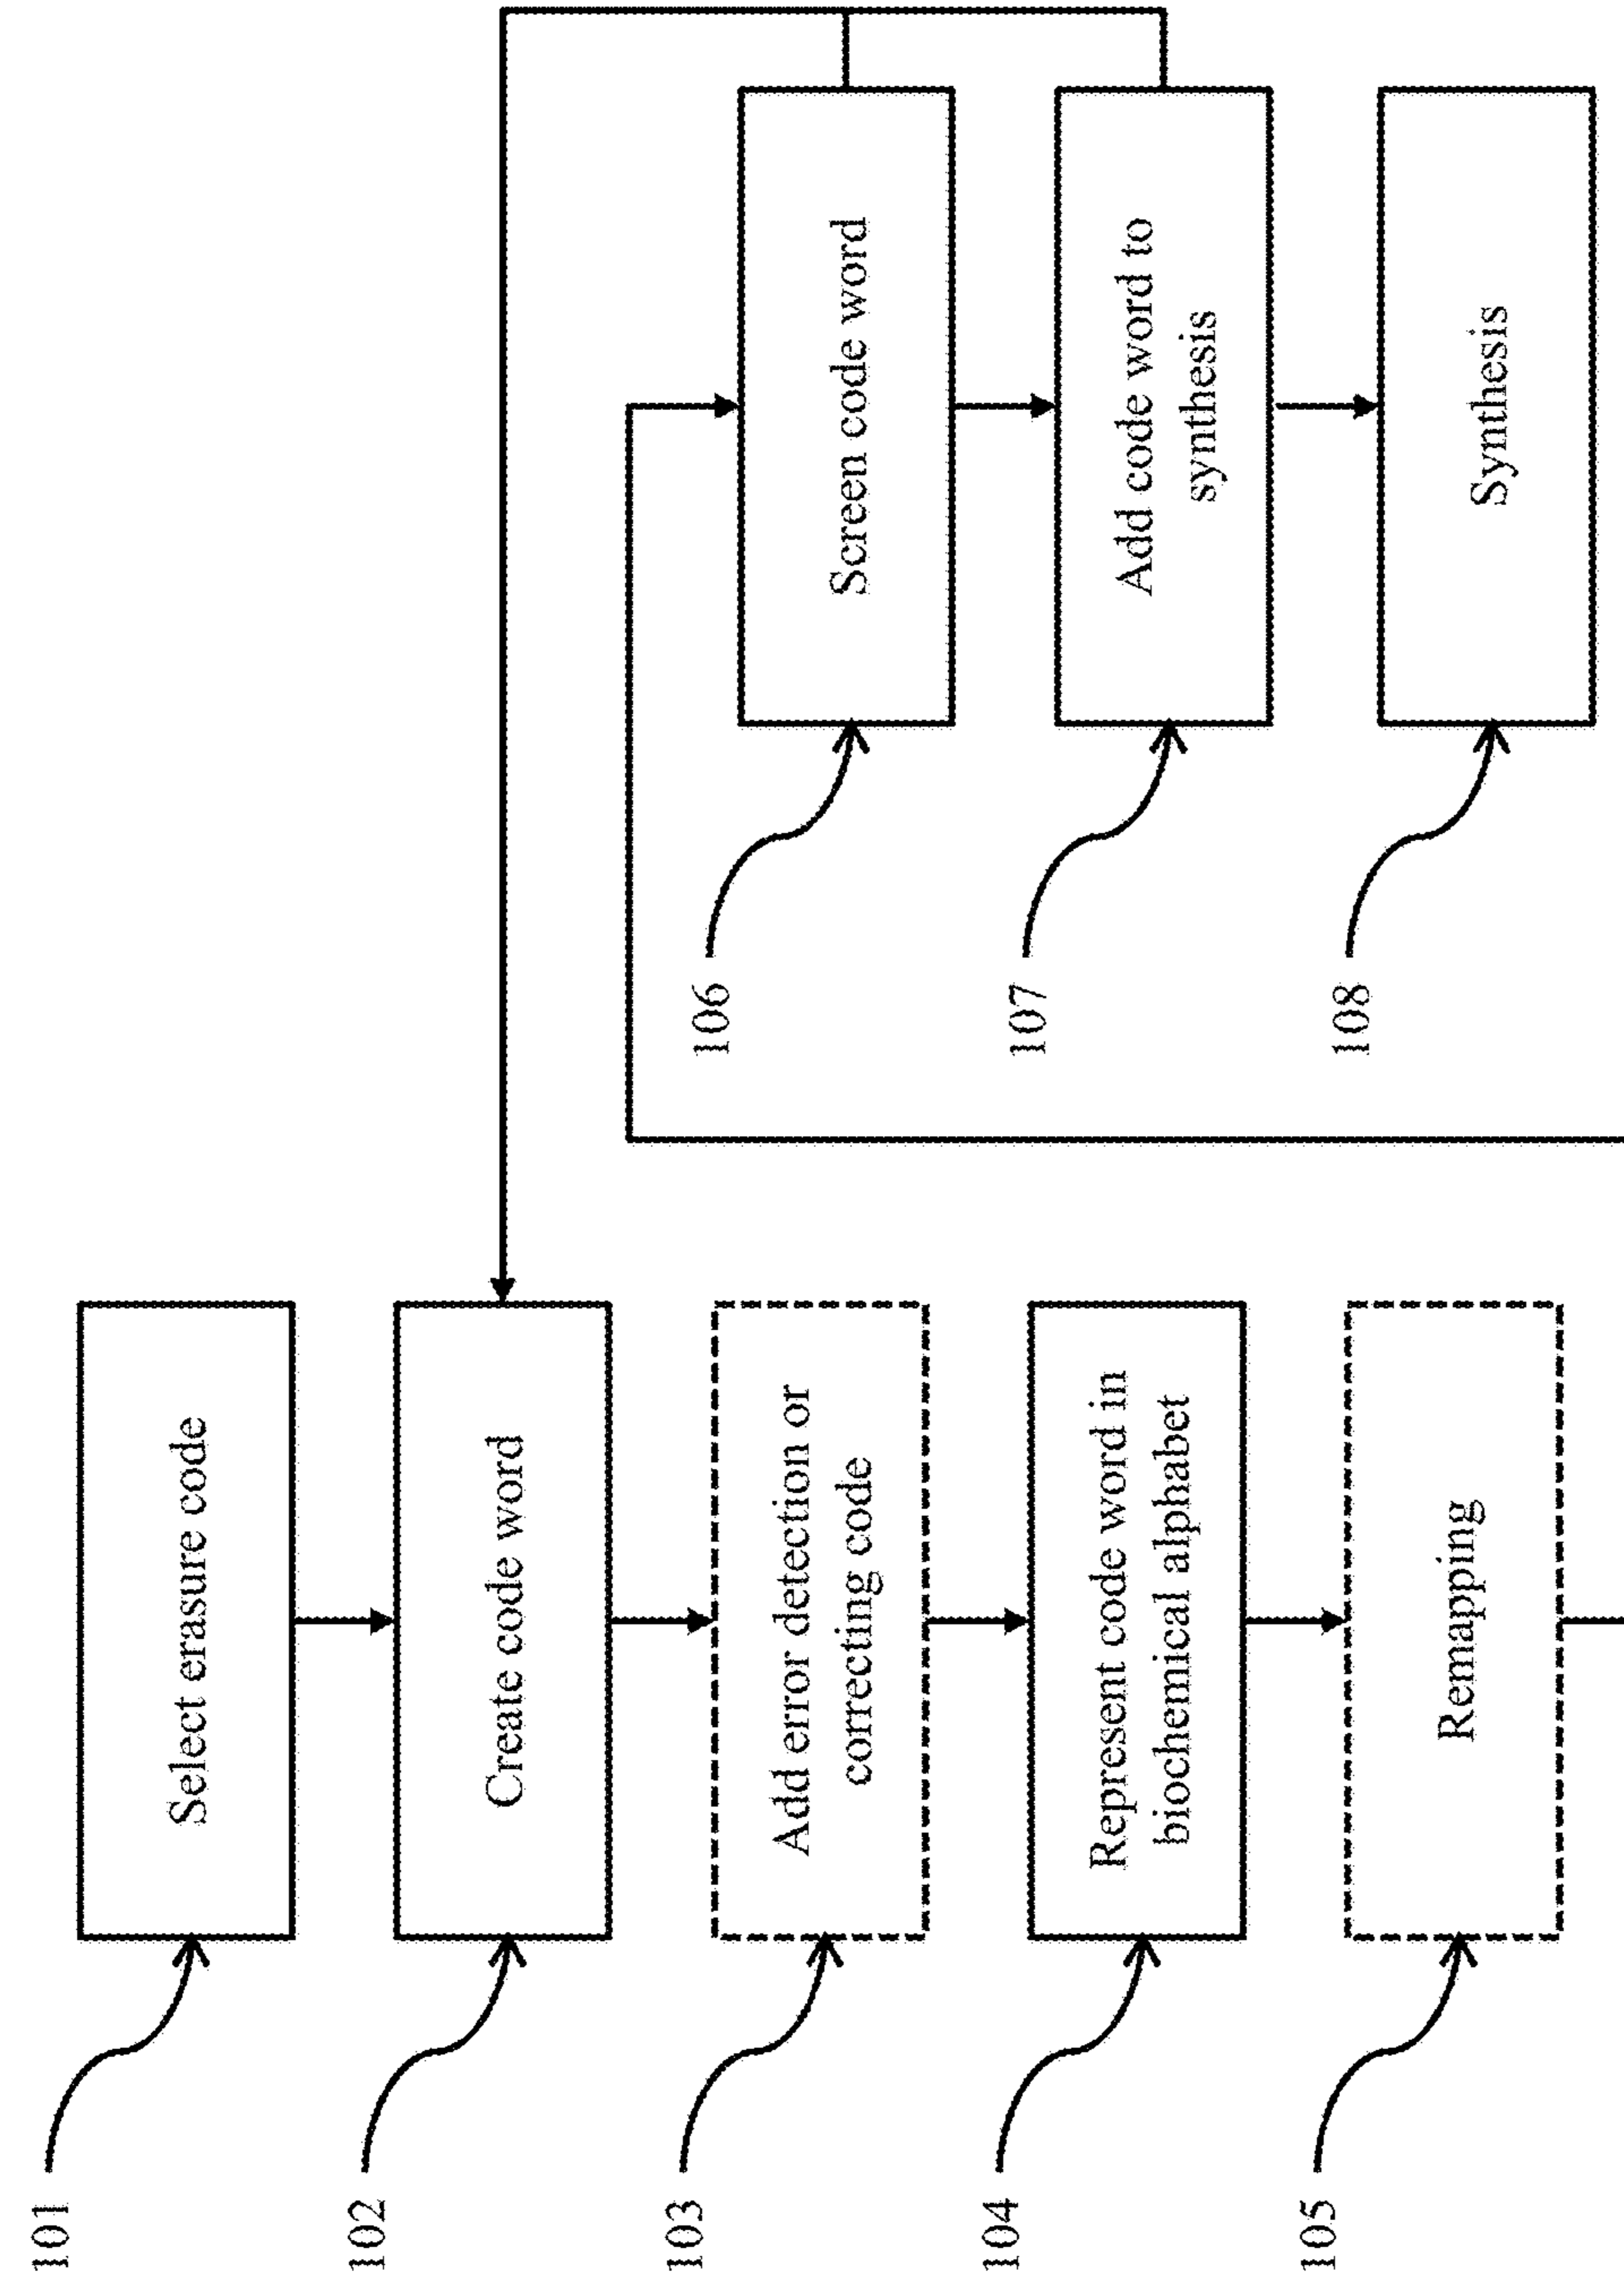 101
Select erasure code
102
Create code word
103
Add error detection or
correcting code
104
Represent code word in
biochemical alphabet
105
Remapping
106
Screen code word
107
Add code word to
synthesis
108
Synthesis